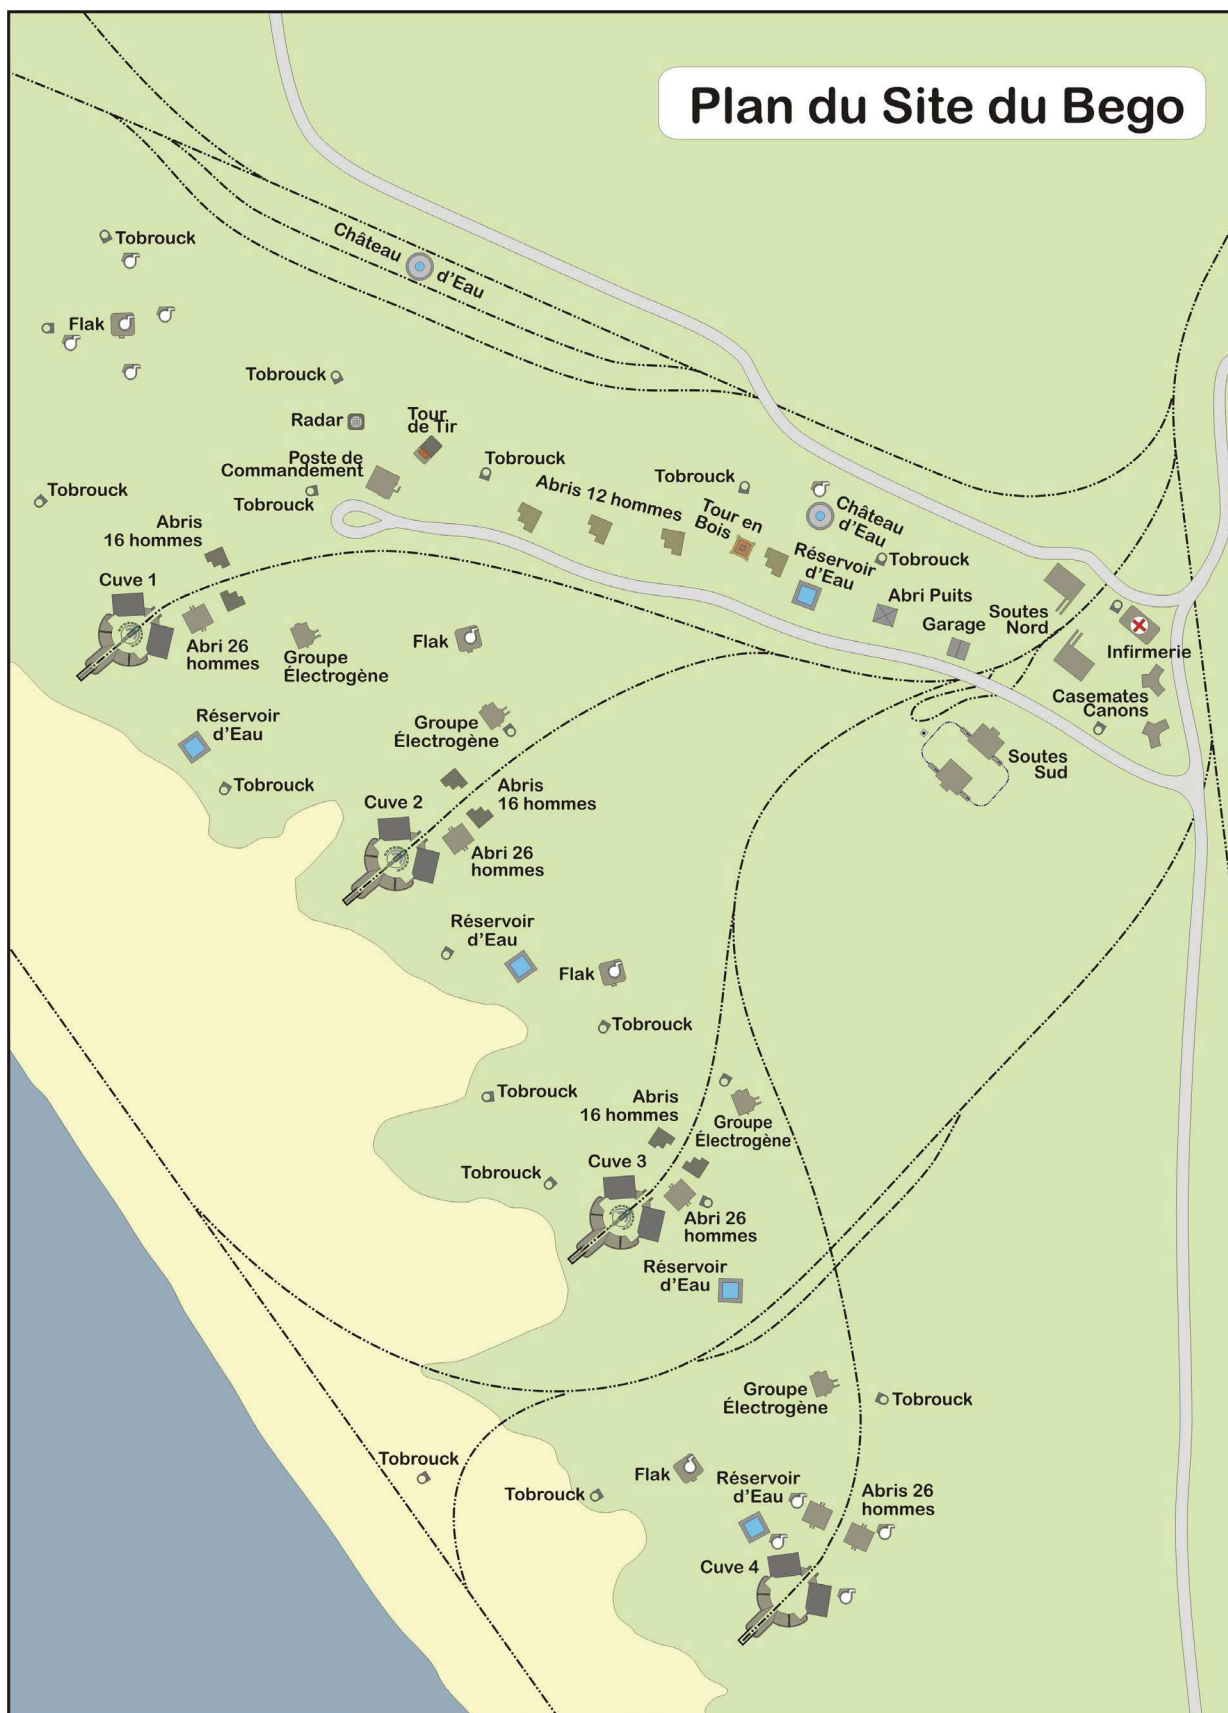 Plan du Site du Bego
Tobrouck
Château
d'Eau
Flak
Tobrouck
Radar
Tour
de Tir
Poste de
Commandement
Tobrouck
Tobrouck
Tobrouck
Abris 12 hommes
Tobrouck
Tour en
Bois
Château
d'Eau
Réservoir
d'Eau
Tobrouck
Abri Puits
Garage
Soutes
Nord
Infirmerie
Casemates
Canons
Soutes
Sud
Abris
16 hommes
Cuve 1
Abri 26
hommes
Groupe
Électrogène
Flak
Réservoir
d'Eau
Tobrouck
Groupe
Électrogène
Abris
16 hommes
Cuve 2
Abri 26
hommes
Réservoir
d'Eau
Flak
Tobrouck
Tobrouck
Abris
16 hommes
Groupe
Électrogène
Cuve 3
Tobrouck
Abri 26
hommes
Réservoir
d'Eau
Groupe
Électrogène
Tobrouck
Tobrouck
Flak
Réservoir
d'Eau
Tobrouck
Abris 26
hommes
Cuve 4